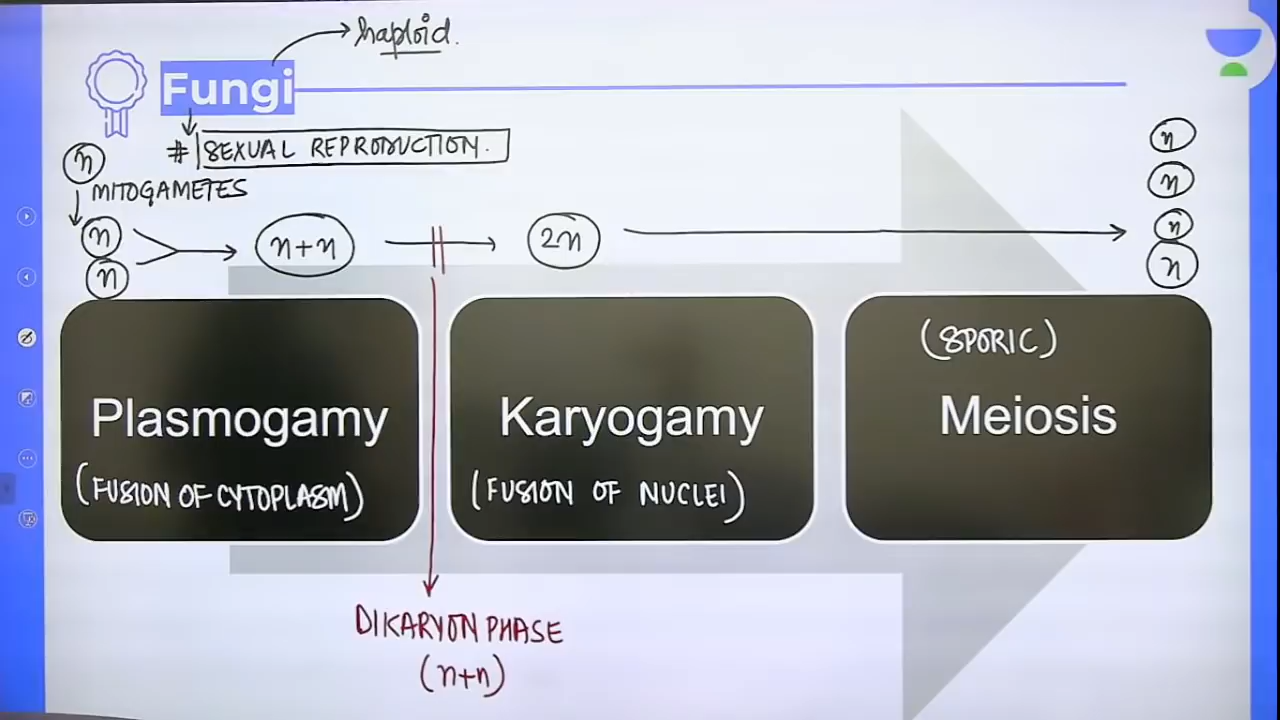 haploid.
Fungi
# SEXUAL REPRODUCTION.
n
MITOGAMETES
n
n
n+n
2n
n
n
n
n
Plasmogamy
(FUSION OF CYTOPLASM)
Karyogamy
(FUSION OF NUCLEI)
(SPORIC)
Meiosis
DIKARYON PHASE
(n+n)